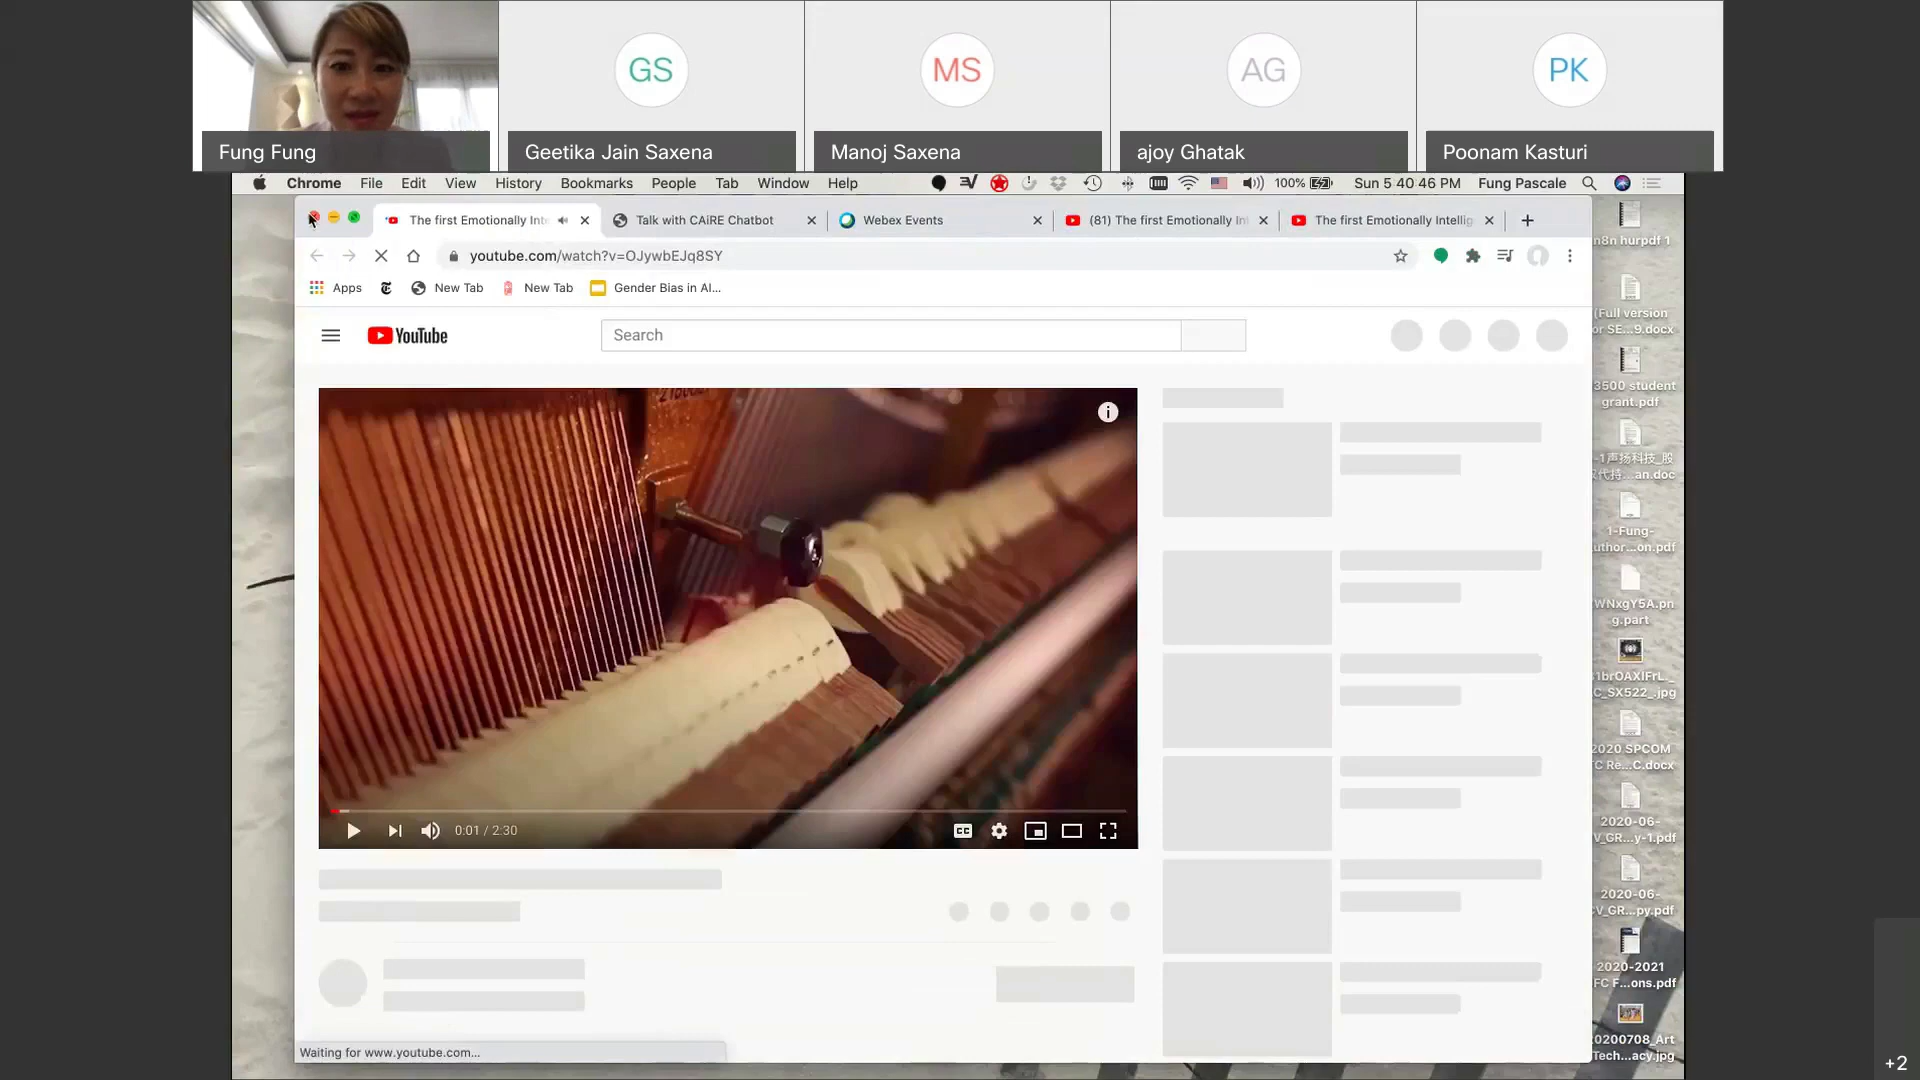 GS
MS
AG
PK
Fung Fung
Geetika Jain Saxena
Manoj Saxena
ajoy Ghatak
Poonam Kasturi
Chrome File Edit View History Bookmarks People Tab Window Help
100% Sun 5:40:46 PM Fung Pascale
The first Emotionally Int
Talk with CAiRE Chatbot
Webex Events
(81) The first Emotionally In
The first Emotionally Intellig
youtube.com/watch?v=OJywbEJq8SY
Apps
New Tab
New Tab
Gender Bias in AI...
YouTube
Search
0:01 / 2:30
CC
Waiting for www.youtube.com...
n8n hurpdf 1
(Full version
or SE...9.docx
3500 student
grant.pdf
...an.doc
1-Fung-
uthor...on.pdf
WNxgY5A.pn
g.part
C_SX522_.jpg
2020 SPCOM
TC Re...C.docx
2020-06-
V_GR...y-1.pdf
2020-06-
CV_GR...py.pdf
2020-2021
FC F...ons.pdf
20200708_Art
Tech...acy.jpg
+2